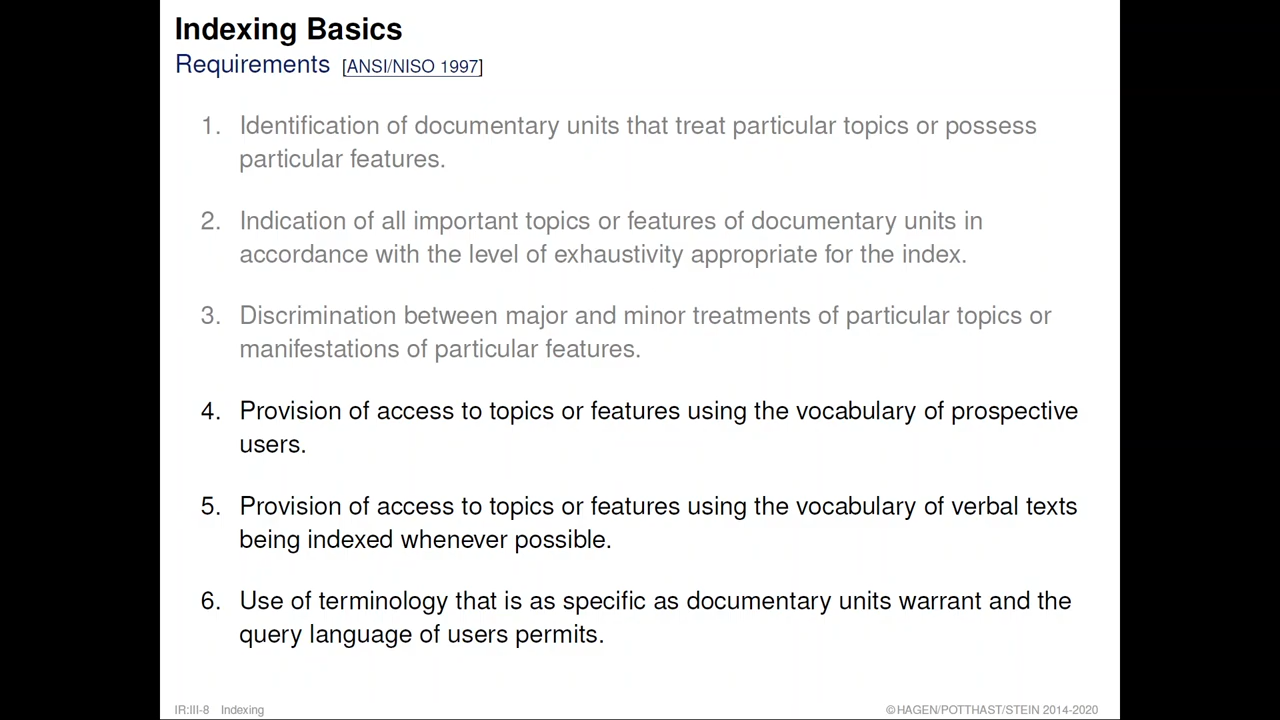 Indexing Basics
Requirements [ANSI/NISO 1997]
1. Identification of documentary units that treat particular topics or possess
particular features.
2. Indication of all important topics or features of documentary units in
accordance with the level of exhaustivity appropriate for the index.
3. Discrimination between major and minor treatments of particular topics or
manifestations of particular features.
4. Provision of access to topics or features using the vocabulary of prospective
users.
5. Provision of access to topics or features using the vocabulary of verbal texts
being indexed whenever possible.
6. Use of terminology that is as specific as documentary units warrant and the
query language of users permits.
IR:III-8 Indexing ©HAGEN/POTTHAST/STEIN 2014-2020